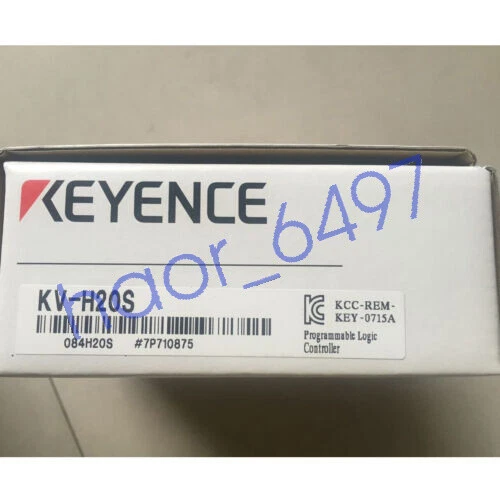 KEYENCE
haor_6497
KV-H20S
084H20S #7P710875
KCC-REM-
KEY-0715A
Programmable Logic
Controller